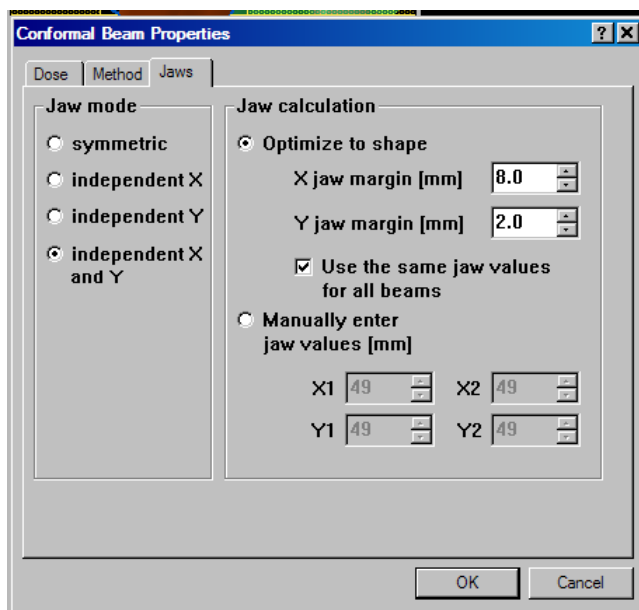 Conformal Beam Properties
Dose Method Jaws
Jaw mode
symmetric
independent X
independent Y
independent X
and Y
Jaw calculation
Optimize to shape
X jaw margin [mm] 8.0
Y jaw margin [mm] 2.0
Use the same jaw values
for all beams
Manually enter
jaw values [mm]
X1 49 X2 49
Y1 49 Y2 49
OK Cancel